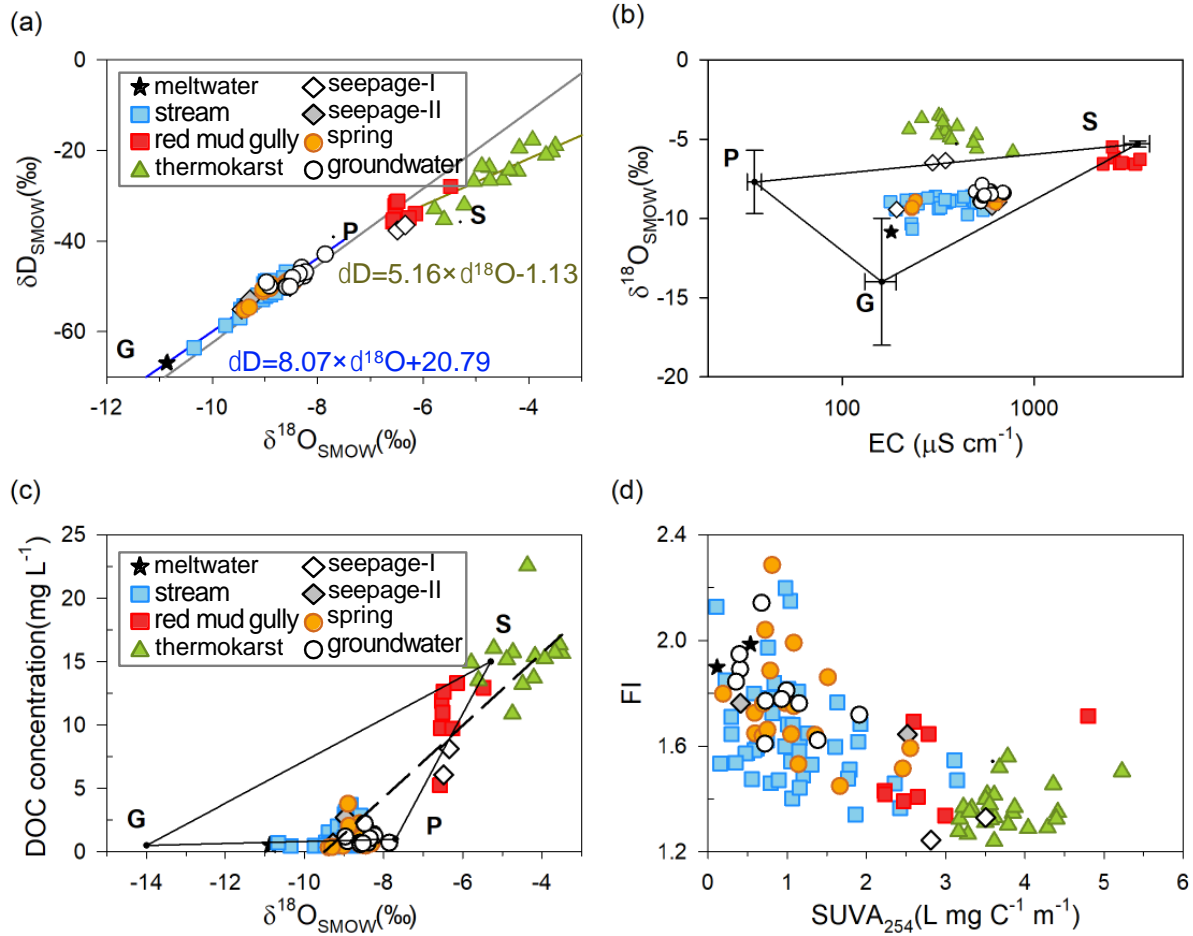 (a)
0
-20
-40
-60
δD_SMOW(‰)
meltwater
stream
red mud gully
thermokarst
seepage-I
seepage-II
spring
groundwater
S
P
G
dD=5.16×d¹⁸O-1.13
dD=8.07×d¹⁸O+20.79
-12 -10 -8 -6 -4
δ¹⁸O_SMOW(‰)
(b)
0
-5
-10
-15
-20
δ¹⁸O_SMOW(‰)
P
S
G
100 1000
EC (μS cm⁻¹)
(c)
25
20
15
10
5
0
DOC concentration(mg L⁻¹)
meltwater
stream
red mud gully
thermokarst
seepage-I
seepage-II
spring
groundwater
S
G
P
-14 -12 -10 -8 -6 -4
δ¹⁸O_SMOW(‰)
(d)
2.4
2.0
1.6
1.2
FI
0 1 2 3 4 5 6
SUVA₂₅₄(L mg C⁻¹ m⁻¹)